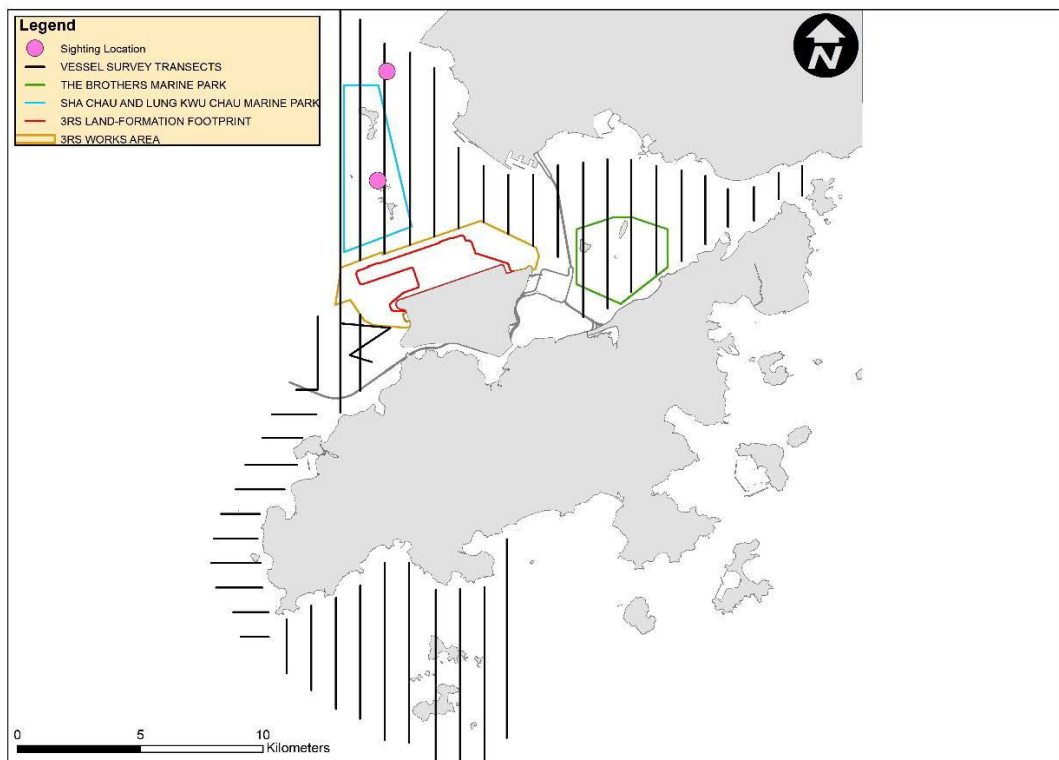 Legend
Sighting Location
VESSEL SURVEY TRANSECTS
THE BROTHERS MARINE PARK
SHA CHAU AND LUNG KWU CHAU MARINE PARK
3RS LAND-FORMATION FOOTPRINT
3RS WORKS AREA
N
0 5 10
Kilometers